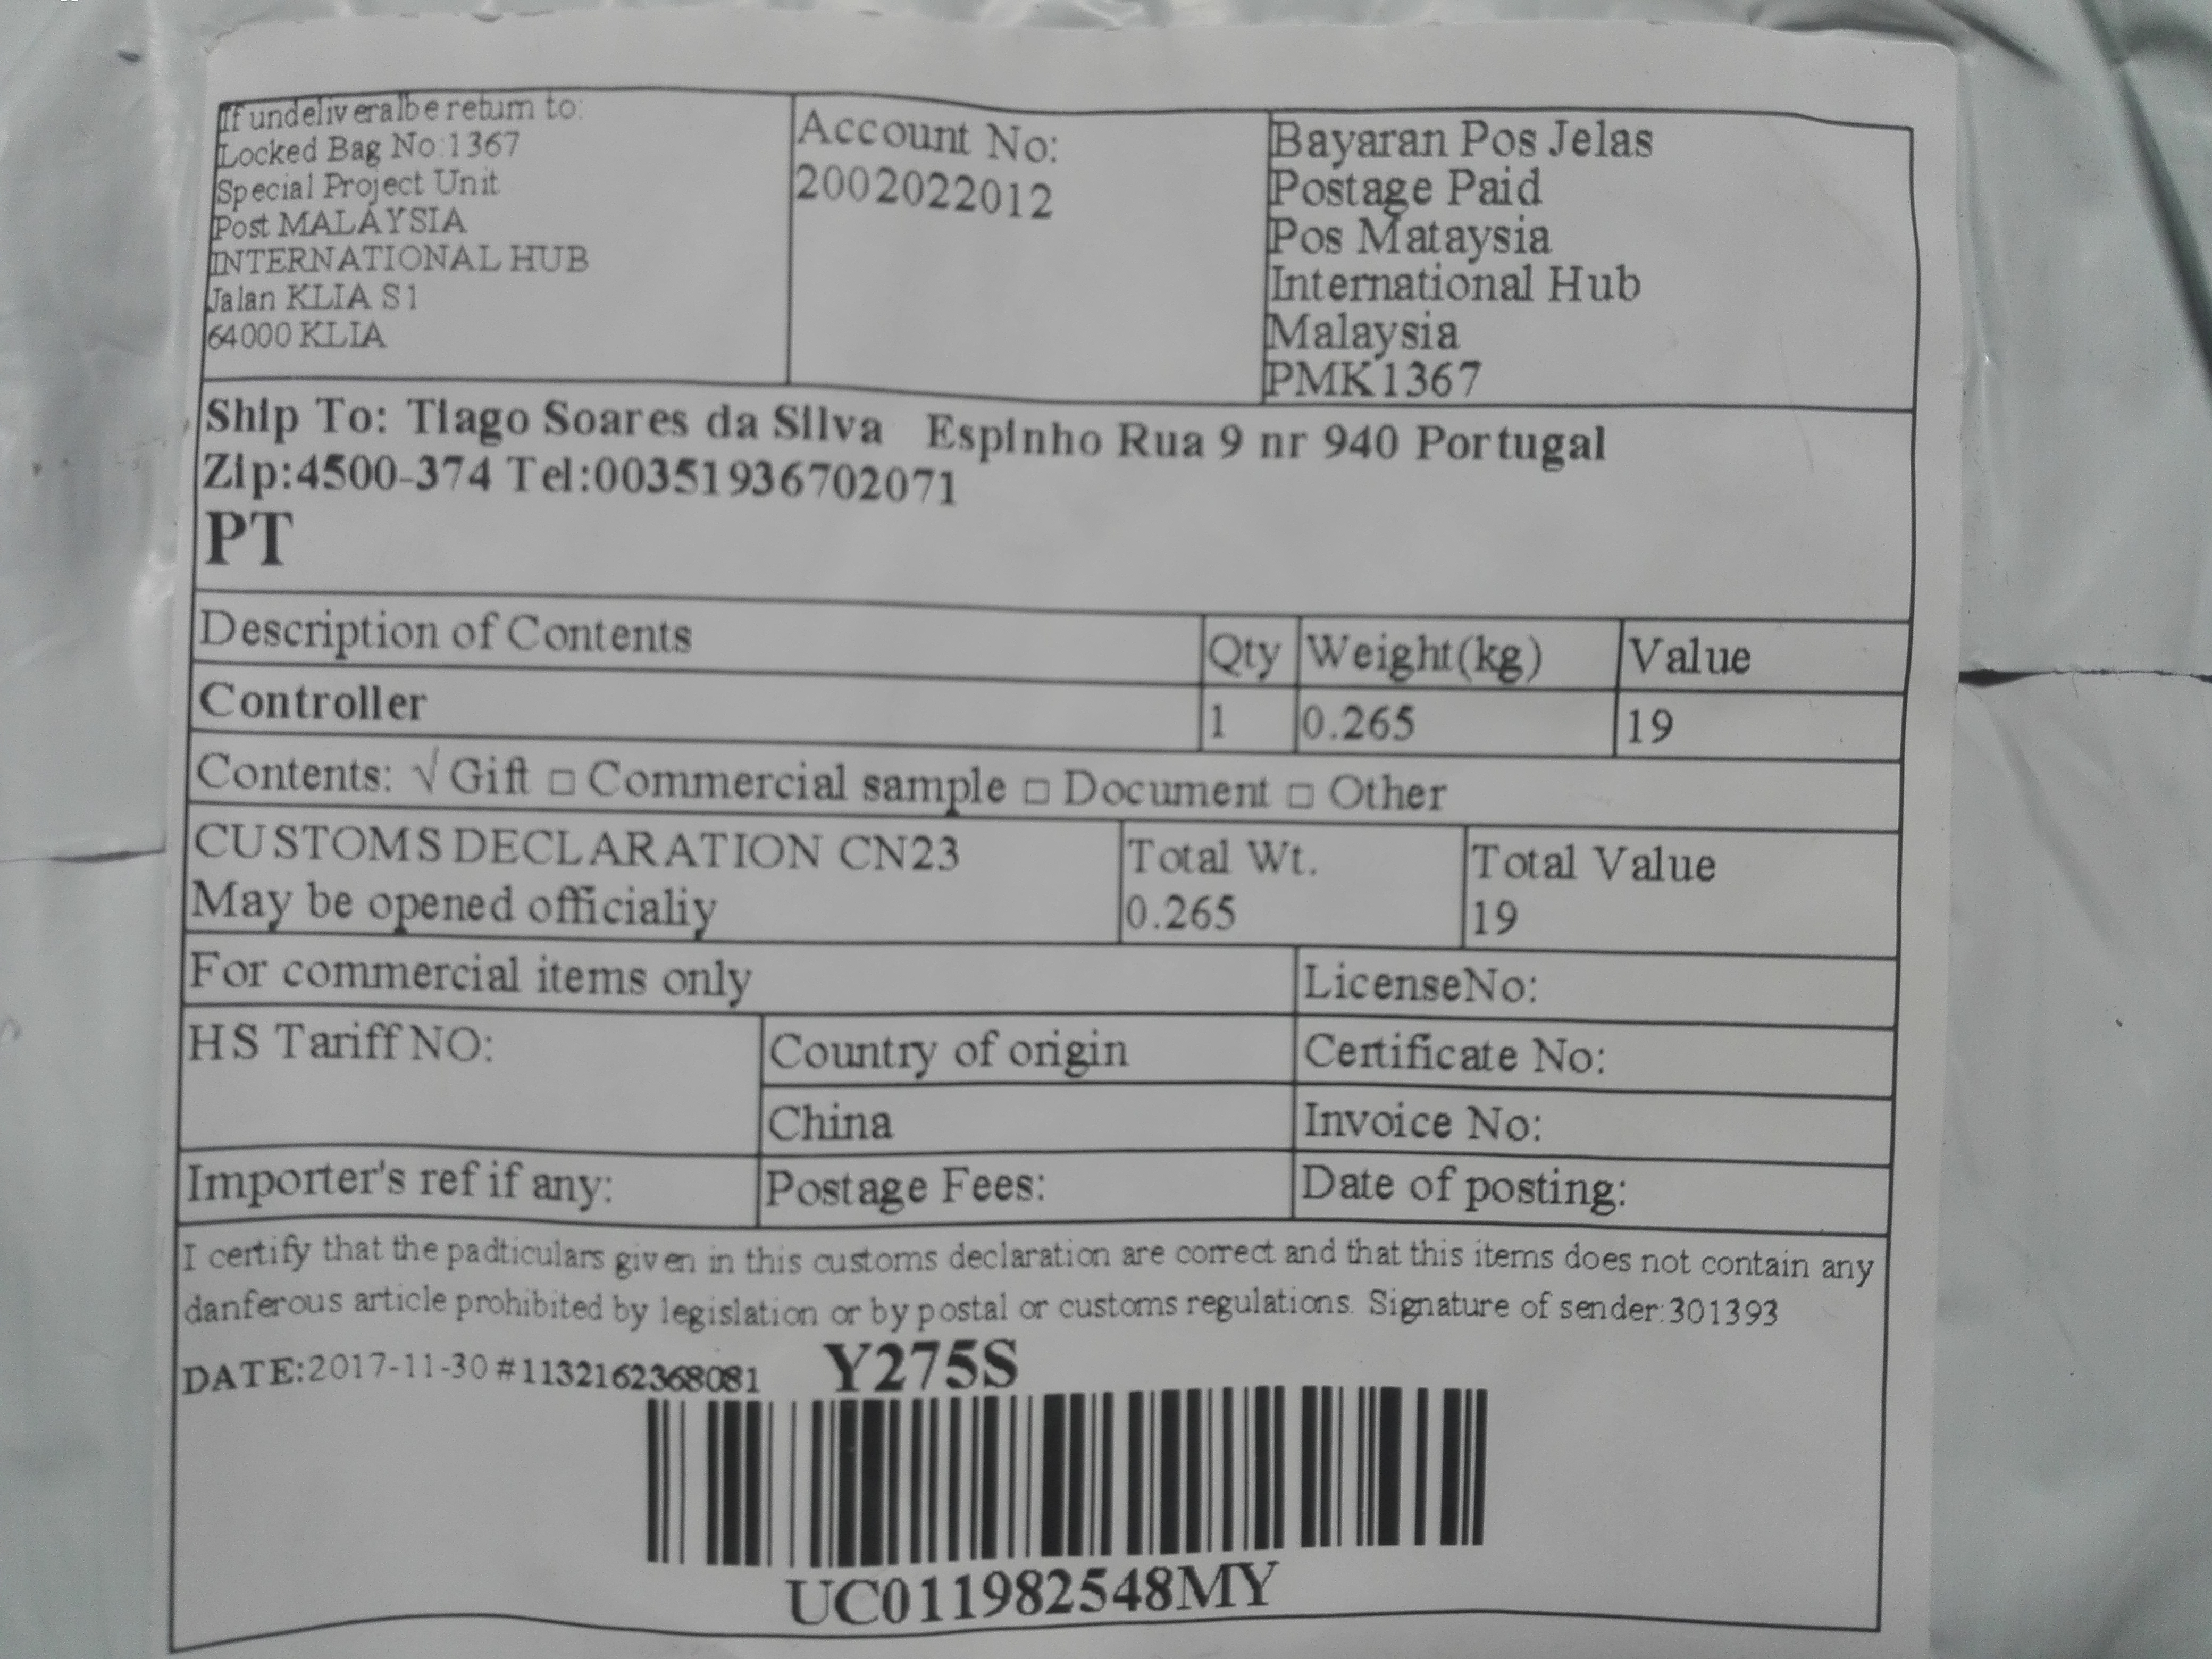 If undeliveralbe return to:
Locked Bag No:1367
Special Project Unit
Post MALAYSIA
INTERNATIONAL HUB
Jalan KLIA S1
64000 KLIA
Account No:
2002022012
Bayaran Pos Jelas
Postage Paid
Pos Mataysia
International Hub
Malaysia
PMK1367
Ship To: Tiago Soares da Silva Espinho Rua 9 nr 940 Portugal
Zip:4500-374 Tel:00351936702071
PT
Description of Contents Qty Weight(kg) Value
Controller 1 0.265 19
Contents: √ Gift □ Commercial sample □ Document □ Other
CUSTOMS DECLARATION CN23
May be opened officialiy
Total Wt.
0.265
Total Value
19
For commercial items only LicenseNo:
HS Tariff NO: Country of origin Certificate No:
China Invoice No:
Importer's ref if any: Postage Fees: Date of posting:
I certify that the padticulars given in this customs declaration are correct and that this items does not contain any
danferous article prohibited by legislation or by postal or customs regulations. Signature of sender:301393
DATE:2017-11-30 #1132162368081 Y275S
UC011982548MY